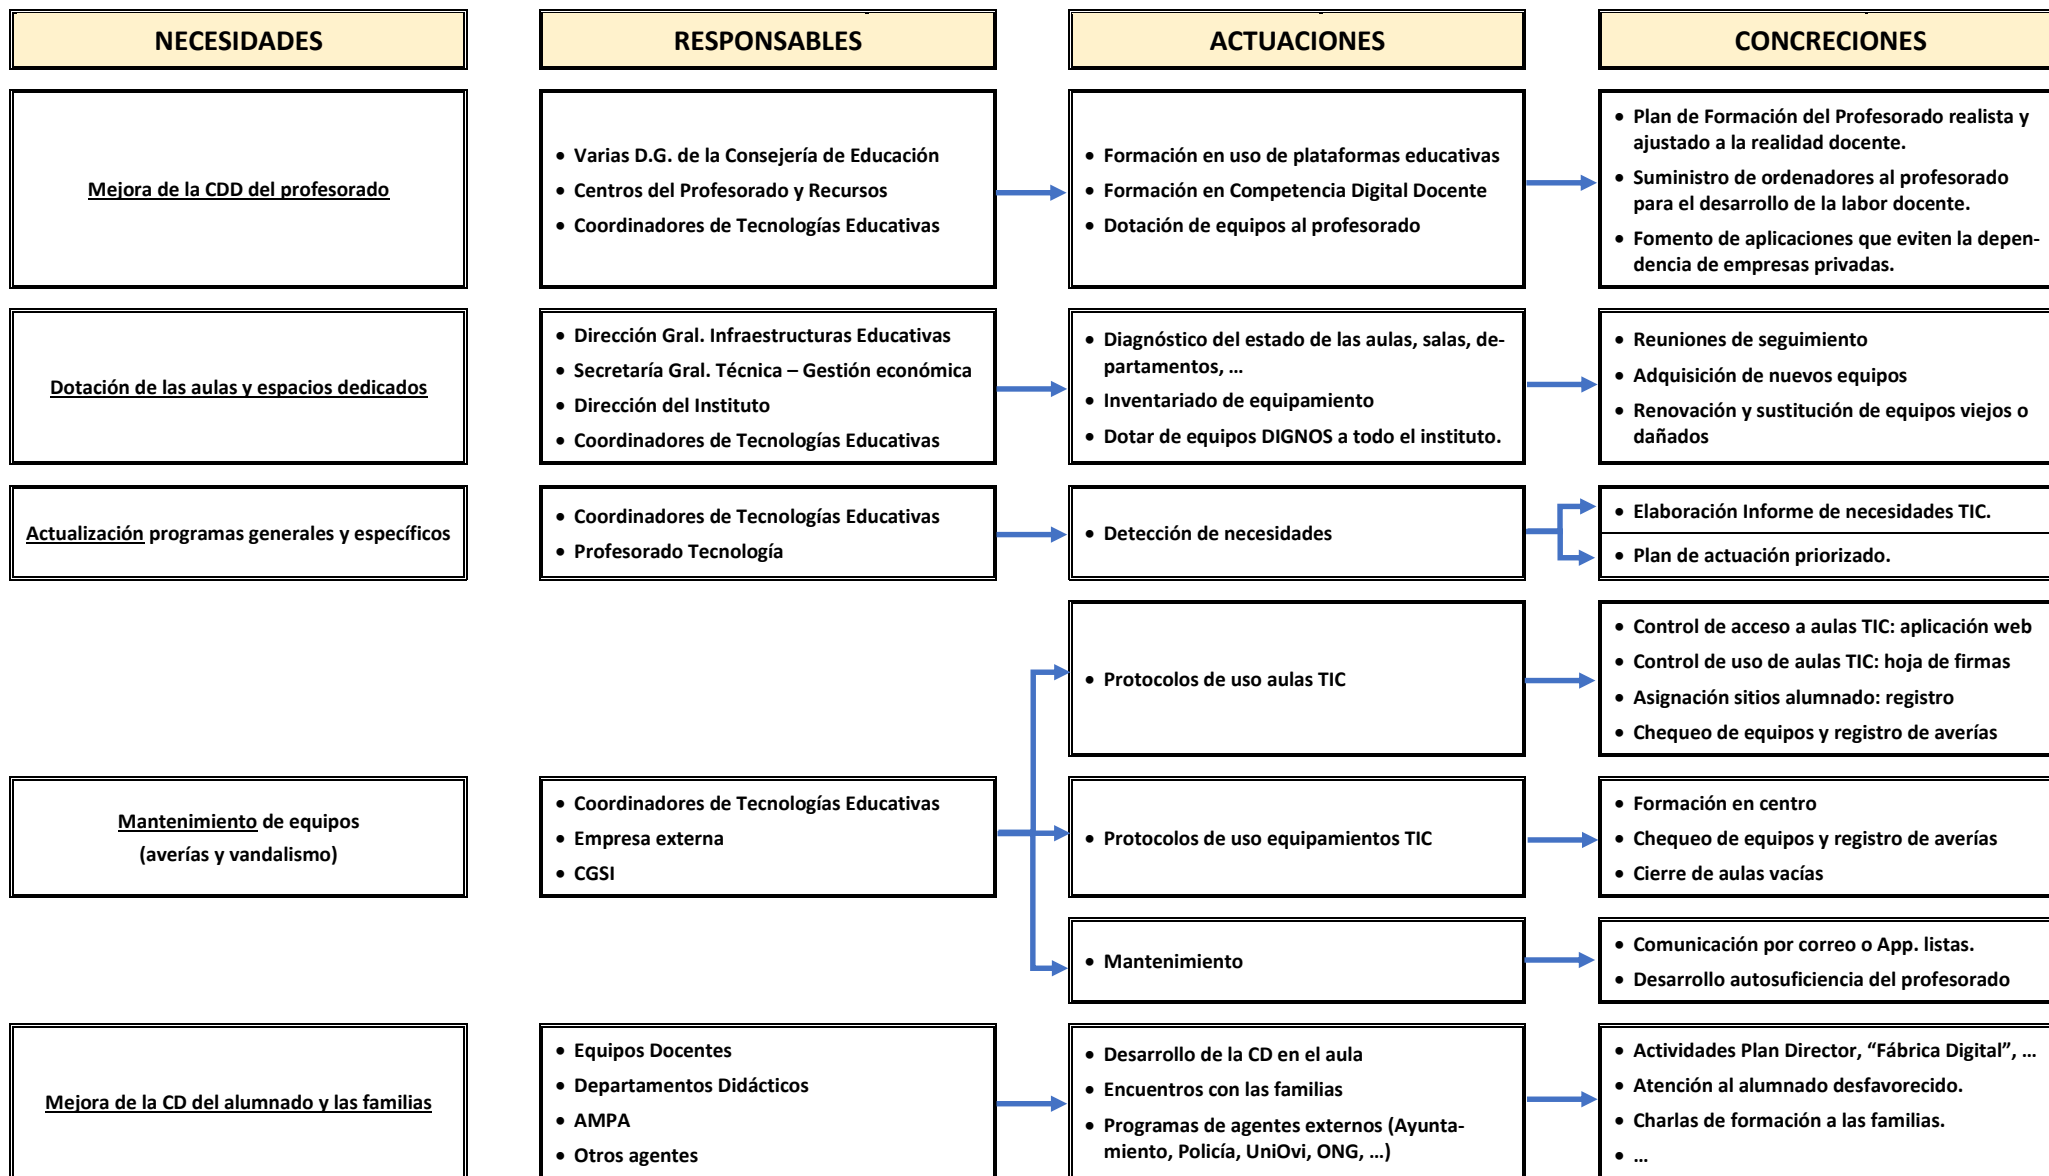 NECESIDADES
RESPONSABLES
ACTUACIONES
CONCRECIONES
Mejora de la CDD del profesorado
• Varias D.G. de la Consejería de Educación
• Centros del Profesorado y Recursos
• Coordinadores de Tecnologías Educativas
• Formación en uso de plataformas educativas
• Formación en Competencia Digital Docente
• Dotación de equipos al profesorado
• Plan de Formación del Profesorado realista y
ajustado a la realidad docente.
• Suministro de ordenadores al profesorado
para el desarrollo de la labor docente.
• Fomento de aplicaciones que eviten la depen-
dencia de empresas privadas.
Dotación de las aulas y espacios dedicados
• Dirección Gral. Infraestructuras Educativas
• Secretaría Gral. Técnica – Gestión económica
• Dirección del Instituto
• Coordinadores de Tecnologías Educativas
• Diagnóstico del estado de las aulas, salas, de-
partamentos, …
• Inventariado de equipamiento
• Dotar de equipos DIGNOS a todo el instituto.
• Reuniones de seguimiento
• Adquisición de nuevos equipos
• Renovación y sustitución de equipos viejos o
dañados
Actualización programas generales y específicos
• Coordinadores de Tecnologías Educativas
• Profesorado Tecnología
• Detección de necesidades
• Elaboración Informe de necesidades TIC.
• Plan de actuación priorizado.
Mantenimiento de equipos
(averías y vandalismo)
• Coordinadores de Tecnologías Educativas
• Empresa externa
• CGSI
• Protocolos de uso aulas TIC
• Control de acceso a aulas TIC: aplicación web
• Control de uso de aulas TIC: hoja de firmas
• Asignación sitios alumnado: registro
• Chequeo de equipos y registro de averías
• Protocolos de uso equipamientos TIC
• Formación en centro
• Chequeo de equipos y registro de averías
• Cierre de aulas vacías
• Mantenimiento
• Comunicación por correo o App. listas.
• Desarrollo autosuficiencia del profesorado
Mejora de la CD del alumnado y las familias
• Equipos Docentes
• Departamentos Didácticos
• AMPA
• Otros agentes
• Desarrollo de la CD en el aula
• Encuentros con las familias
• Programas de agentes externos (Ayunta-
miento, Policía, UniOvi, ONG, …)
• Actividades Plan Director, “Fábrica Digital”, …
• Atención al alumnado desfavorecido.
• Charlas de formación a las familias.
• …